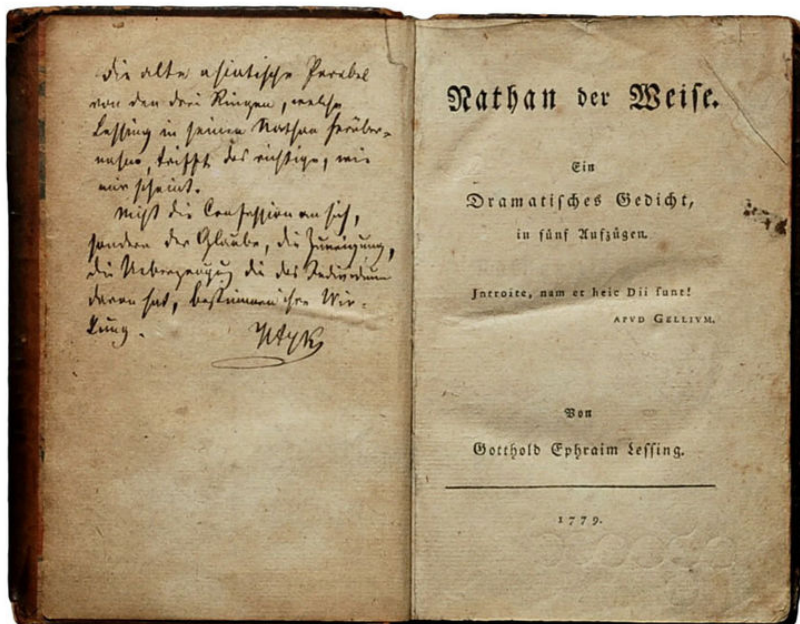 die alte asiatische Parabel
von den drei Ringen, welche
Lessing in seinen Nathan herüber-
nahm, trifft das richtige, wie
mir scheint.
Nicht die Confession an sich,
sondern der Glaube, die Zuneigung,
die Ueberzeugung die das Individuum
daran hat, bestimmen ihre Wir-
kung.
Nathan der Weise.
Ein
Dramatisches Gedicht,
in fünf Aufzügen.
Introite, nam et heic Dii sunt!
APVD GELLIVM.
Von
Gotthold Ephraim Lessing.
1779.